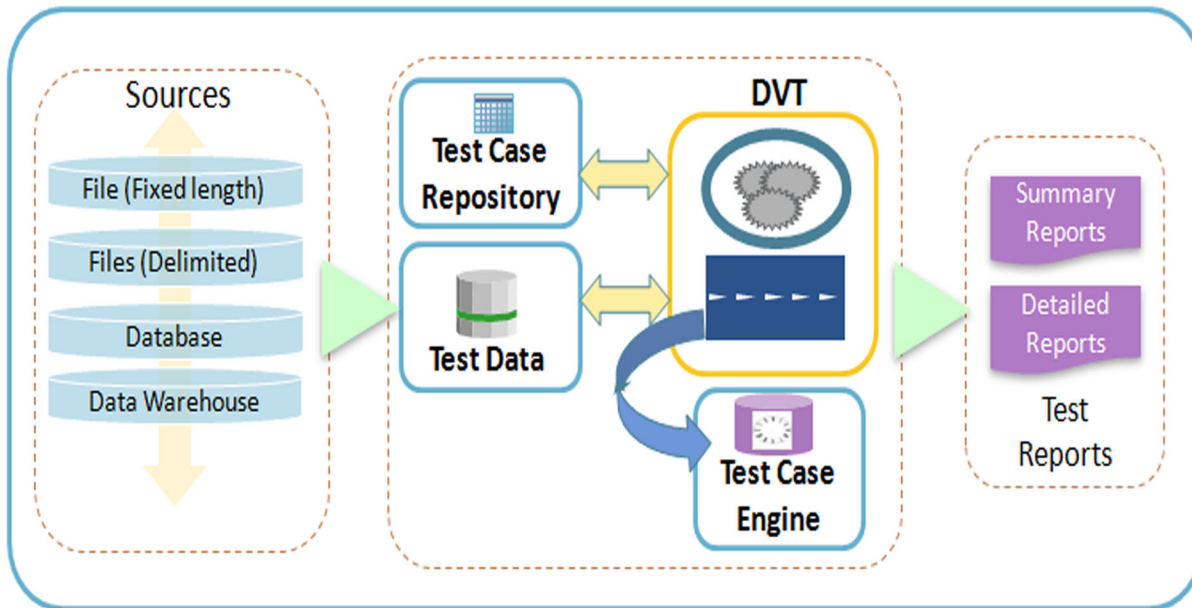 Sources
File (Fixed length)
Files (Delimited)
Database
Data Warehouse
Test Case
Repository
Test Data
DVT
Test Case
Engine
Summary
Reports
Detailed
Reports
Test
Reports